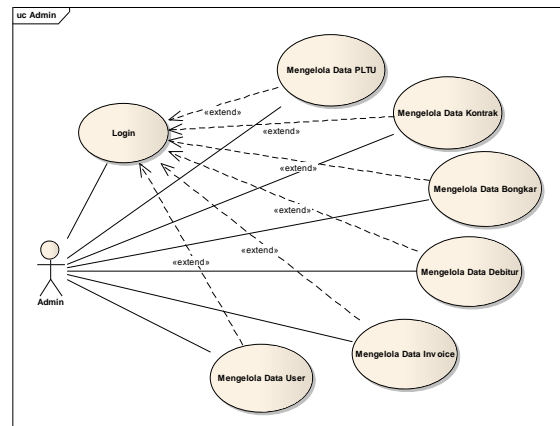 uc Admin
Mengelola Data PLTU
«extend»
Mengelola Data Kontrak
Login
«extend»
Mengelola Data Bongkar
«extend»
«extend»
«extend»
Mengelola Data Debitur
Admin
Mengelola Data Invoice
Mengelola Data User